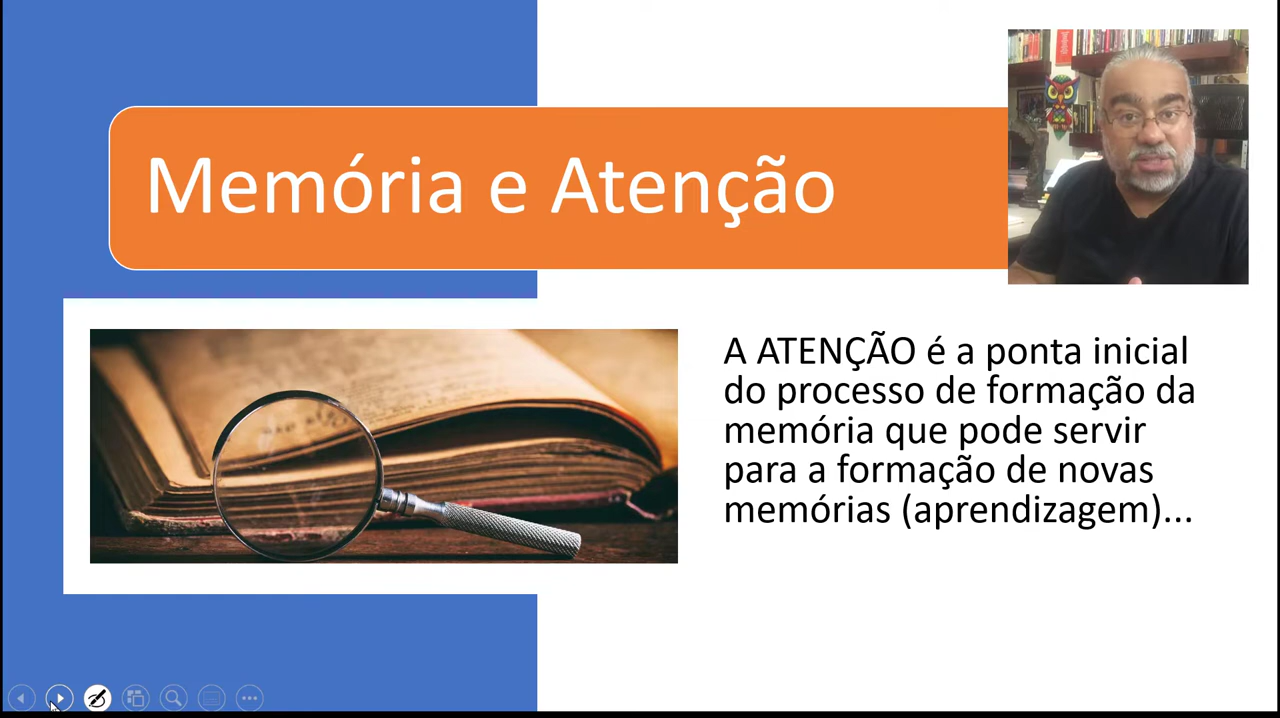 Memória e Atenção
A ATENÇÃO é a ponta inicial
do processo de formação da
memória que pode servir
para a formação de novas
memórias (aprendizagem)...